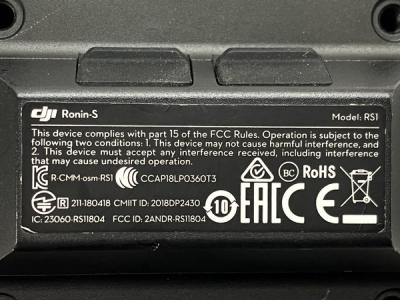 dji Ronin-S Model: RS1
This device complies with part 15 of the FCC Rules. Operation is subject to the
following two conditions: 1. This device may not cause harmful interference, and
2. This device must accept any interference received, including interference
that may cause undesired operation.
R-CMM-osm-RS1 CCC CCAP18LP0360T3 BC RoHS
R 211-180418 CMIIT ID: 2018DP2430 10 EAC CE
IC: 23060-RS11804 FCC ID: 2ANDR-RS11804